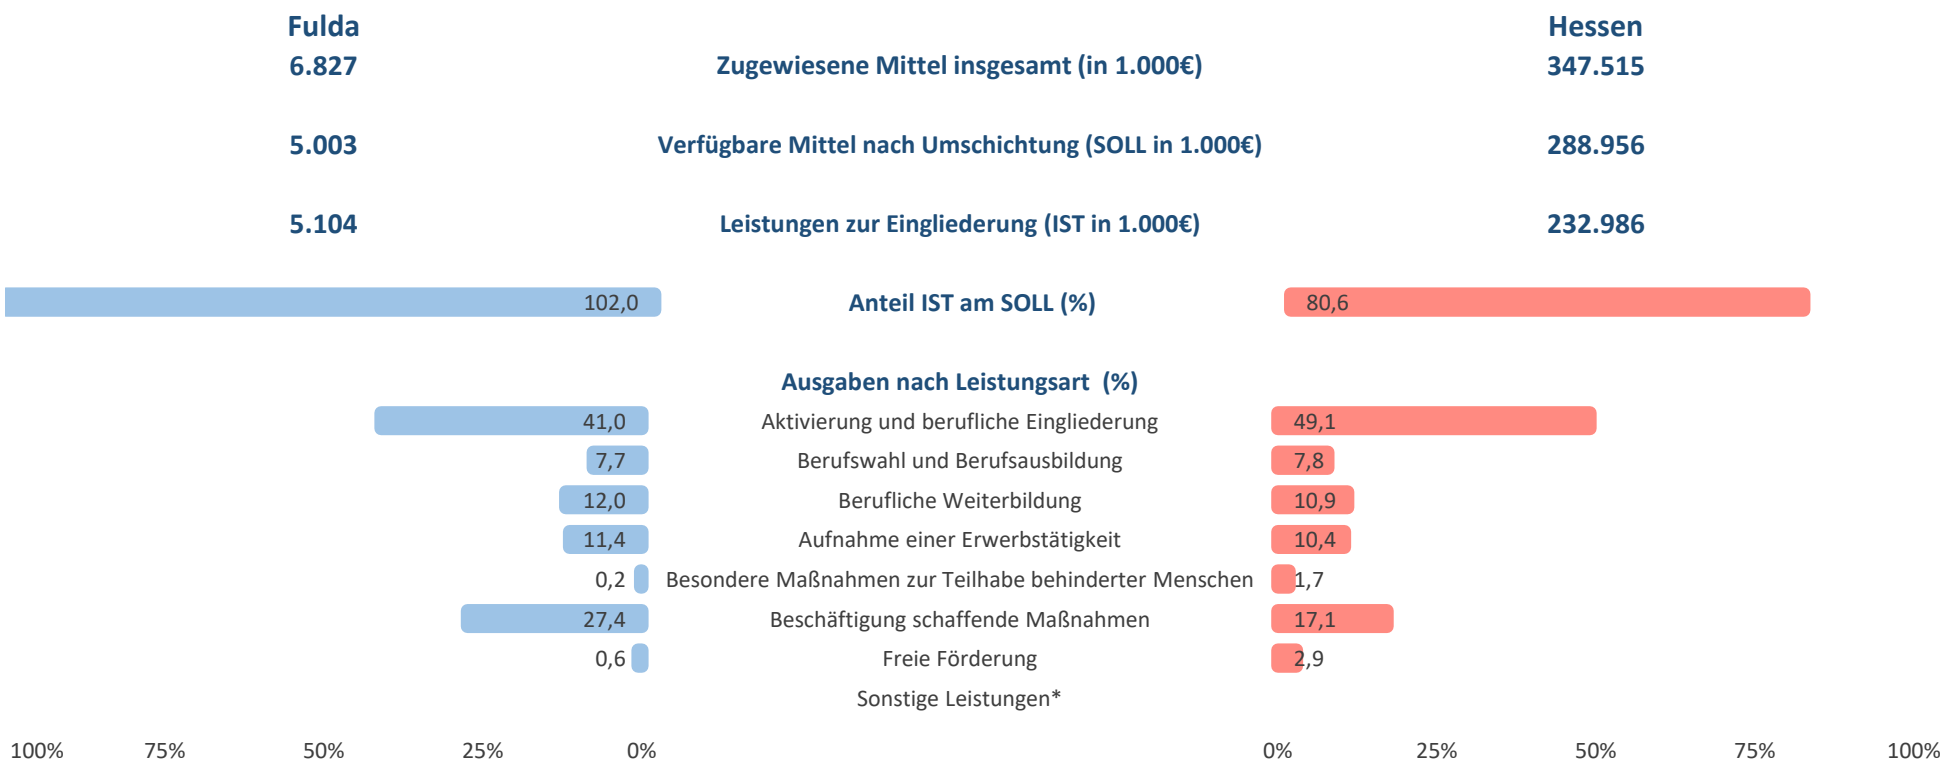 Fulda Hessen
6.827 Zugewiesene Mittel insgesamt (in 1.000€) 347.515
5.003 Verfügbare Mittel nach Umschichtung (SOLL in 1.000€) 288.956
5.104 Leistungen zur Eingliederung (IST in 1.000€) 232.986
102,0 Anteil IST am SOLL (%) 80,6
Ausgaben nach Leistungsart (%)
41,0 Aktivierung und berufliche Eingliederung 49,1
7,7 Berufswahl und Berufsausbildung 7,8
12,0 Berufliche Weiterbildung 10,9
11,4 Aufnahme einer Erwerbstätigkeit 10,4
0,2 Besondere Maßnahmen zur Teilhabe behinderter Menschen 1,7
27,4 Beschäftigung schaffende Maßnahmen 17,1
0,6 Freie Förderung 2,9
Sonstige Leistungen*
100% 75% 50% 25% 0% 0% 25% 50% 75% 100%